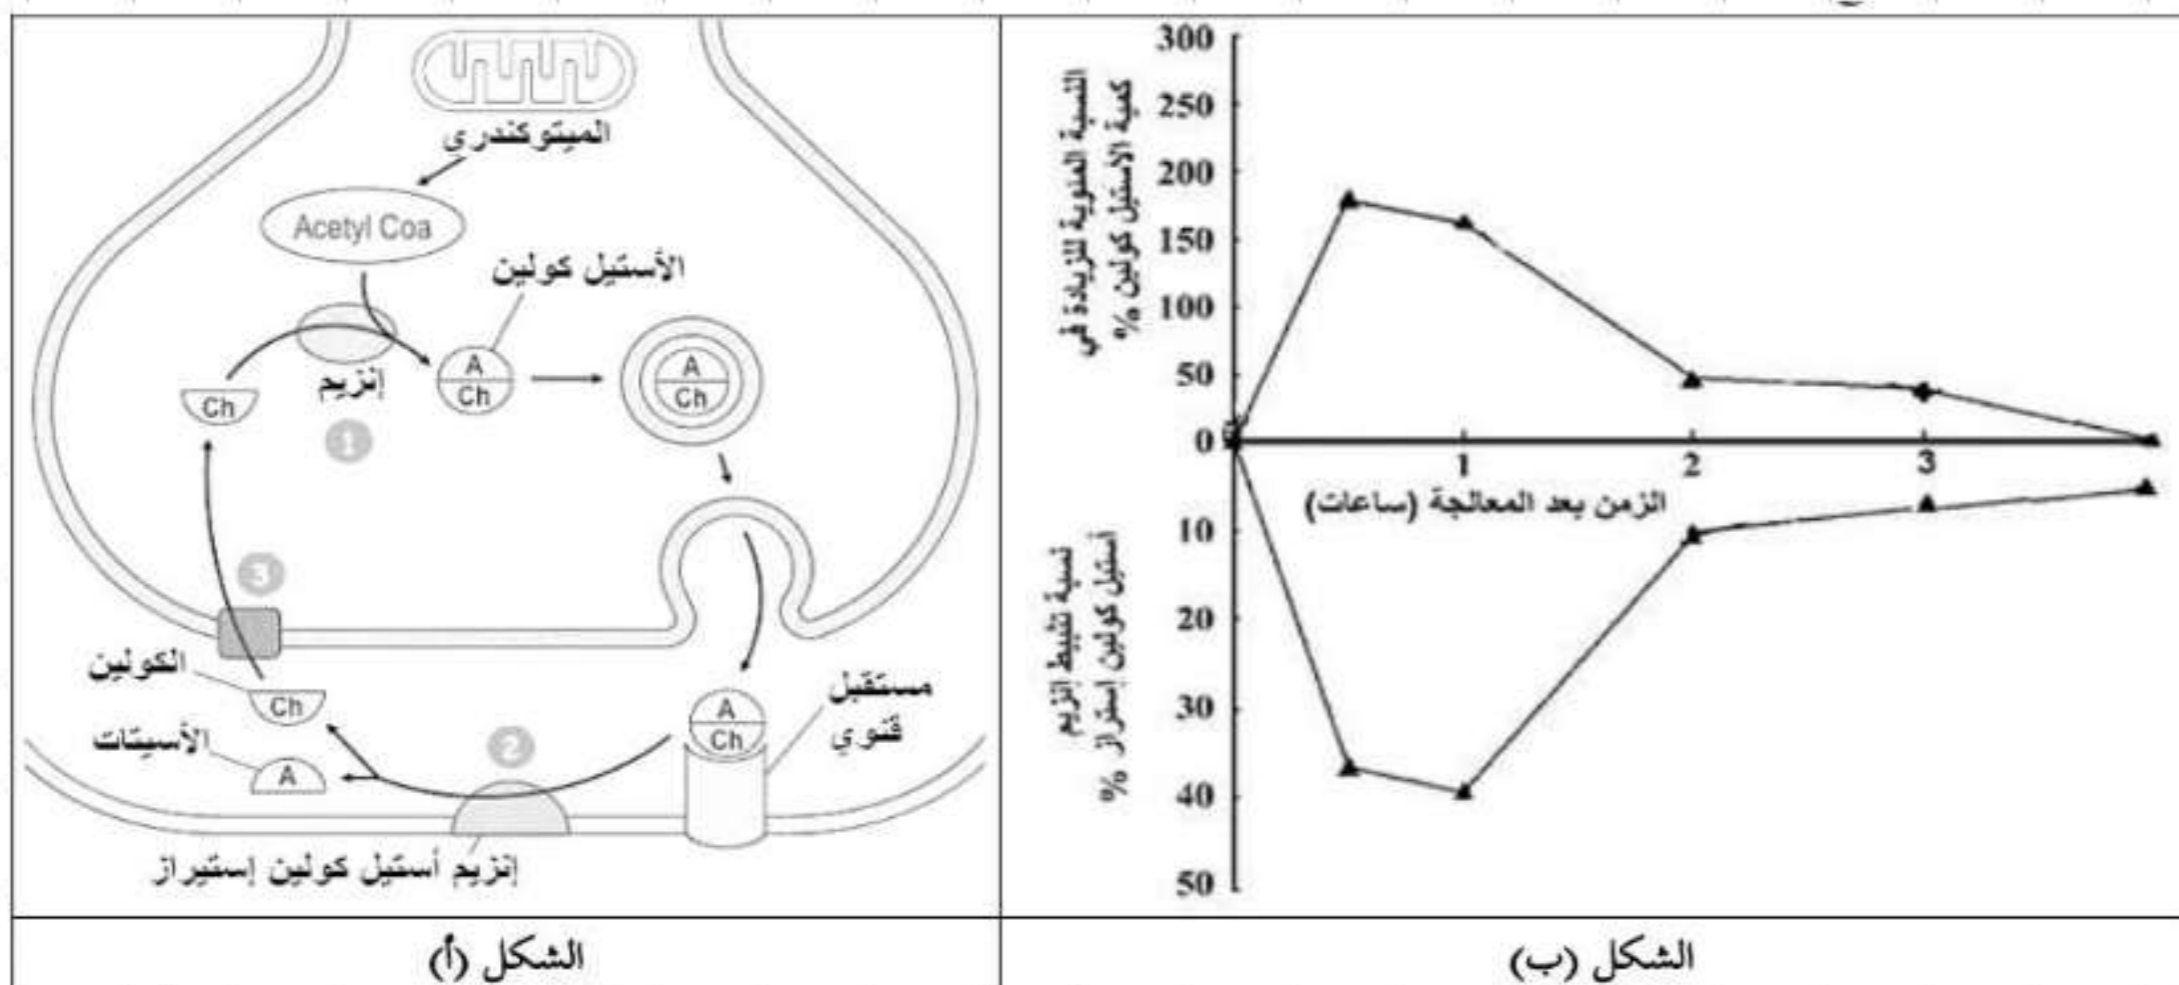 الميتوكندري
Acetyl Coa
الأستيل كولين
A
Ch
A
Ch
Ch
إنزيم
1
3
2
الكولين
Ch
الأسيتات
A
A
Ch
مستقبل
قنوي
إنزيم أستيل كولين إستيراز
الشكل (أ)
النسبة المئوية للزيادة في
كمية الأستيل كولين %
300
250
200
150
100
50
0
1
2
3
الزمن بعد المعالجة (ساعات)
نسبة تثبيط إنزيم
أستيل كولين إستراز %
10
20
30
40
50
الشكل (ب)